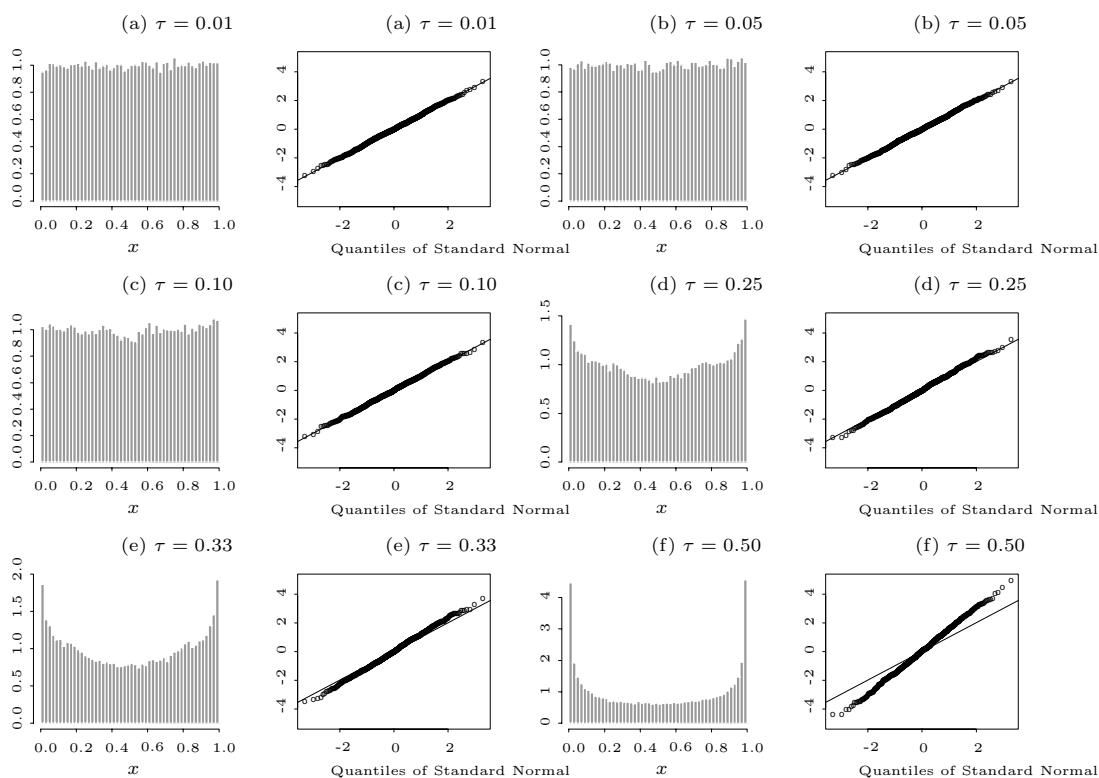 (a) τ = 0.01
(a) τ = 0.01
(b) τ = 0.05
(b) τ = 0.05
0.0 0.2 0.4 0.6 0.8 1.0
0.0 0.2 0.4 0.6 0.8 1.0
x
-4 -2 0 2 4
-2 0 2
Quantiles of Standard Normal
0.0 0.2 0.4 0.6 0.8 1.0
0.0 0.2 0.4 0.6 0.8 1.0
x
-4 -2 0 2 4
-2 0 2
Quantiles of Standard Normal
(c) τ = 0.10
(c) τ = 0.10
(d) τ = 0.25
(d) τ = 0.25
0.0 0.2 0.4 0.6 0.8 1.0
0.0 0.2 0.4 0.6 0.8 1.0
x
-4 -2 0 2 4
-2 0 2
Quantiles of Standard Normal
0.0 0.5 1.0 1.5
0.0 0.2 0.4 0.6 0.8 1.0
x
-4 -2 0 2 4
-2 0 2
Quantiles of Standard Normal
(e) τ = 0.33
(e) τ = 0.33
(f) τ = 0.50
(f) τ = 0.50
0.0 0.5 1.0 1.5 2.0
0.0 0.2 0.4 0.6 0.8 1.0
x
-4 -2 0 2 4
-2 0 2
Quantiles of Standard Normal
0 1 2 3 4
0.0 0.2 0.4 0.6 0.8 1.0
x
-4 -2 0 2 4
-2 0 2
Quantiles of Standard Normal